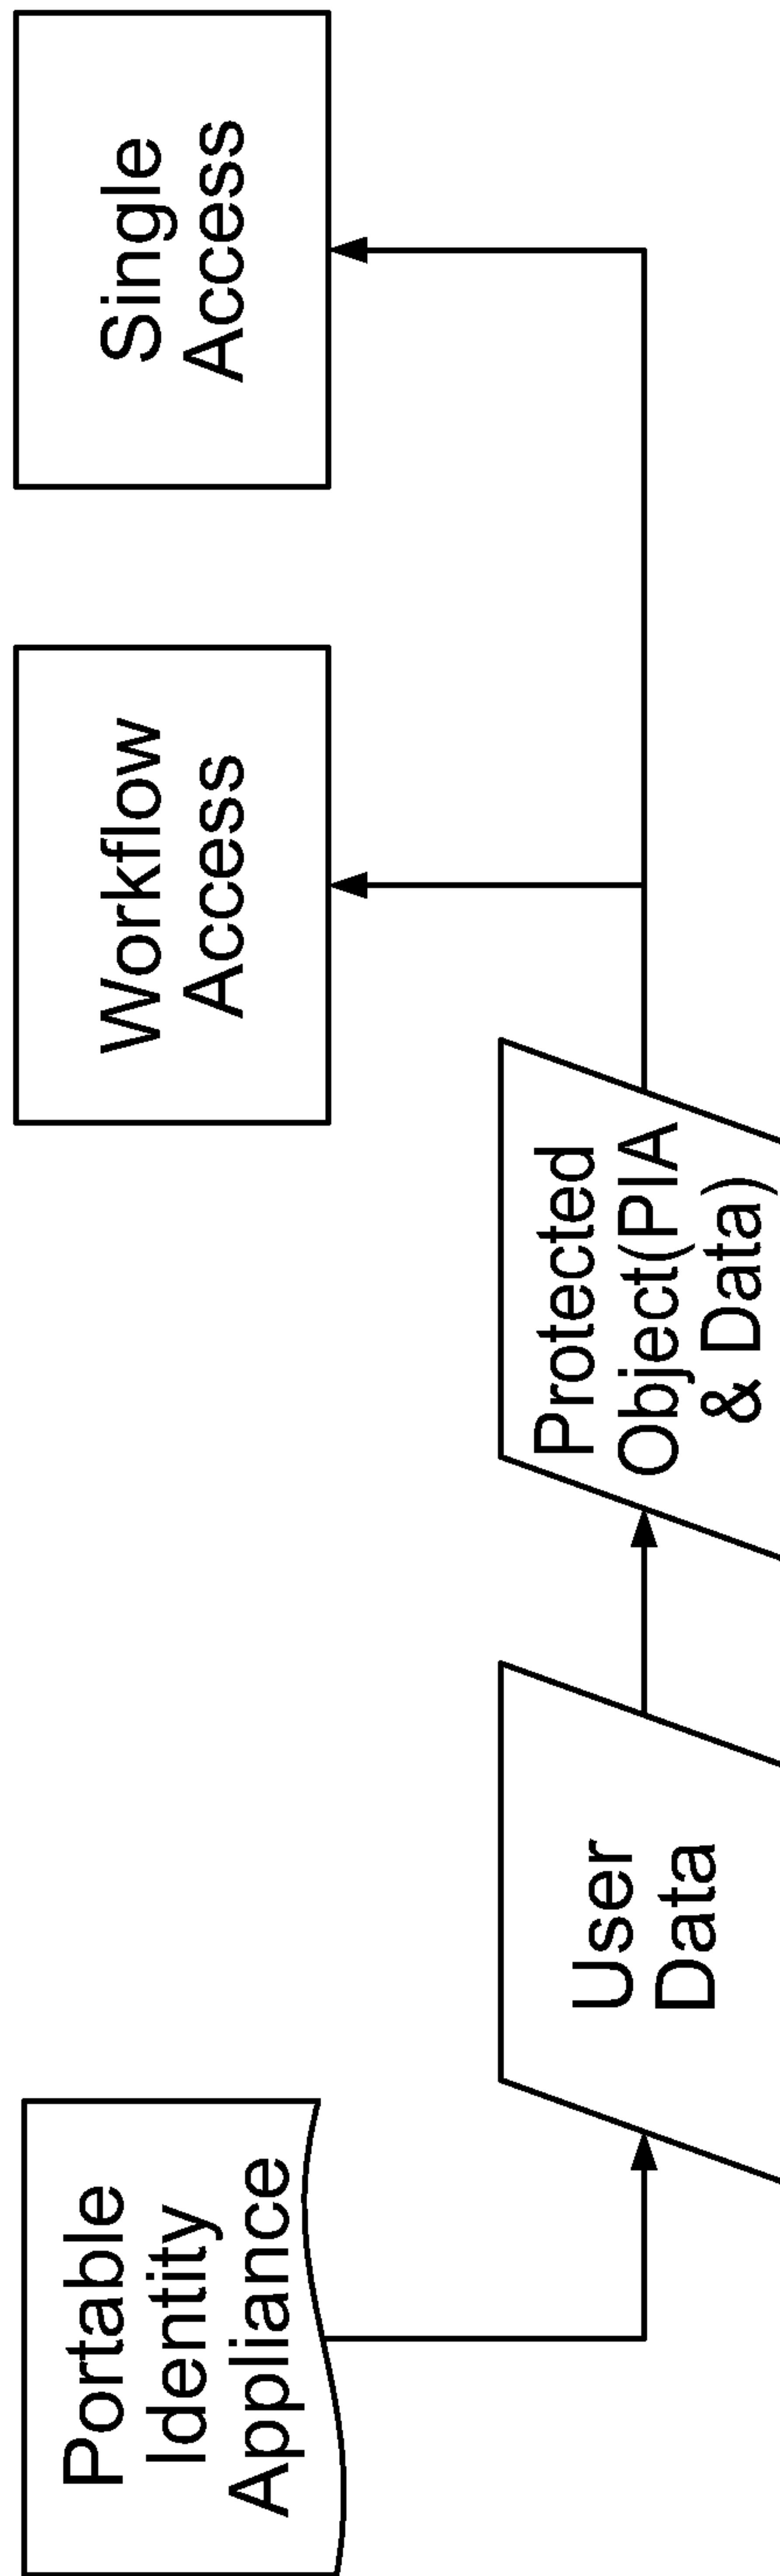 Portable
Identity
Appliance
User
Data
Protected
Object(PIA
& Data)
Workflow
Access
Single
Access